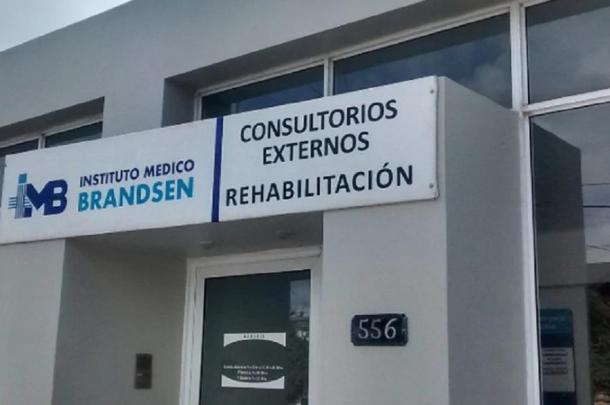 IMB
INSTITUTO MEDICO
BRANDSEN
CONSULTORIOS
EXTERNOS
REHABILITACIÓN
556